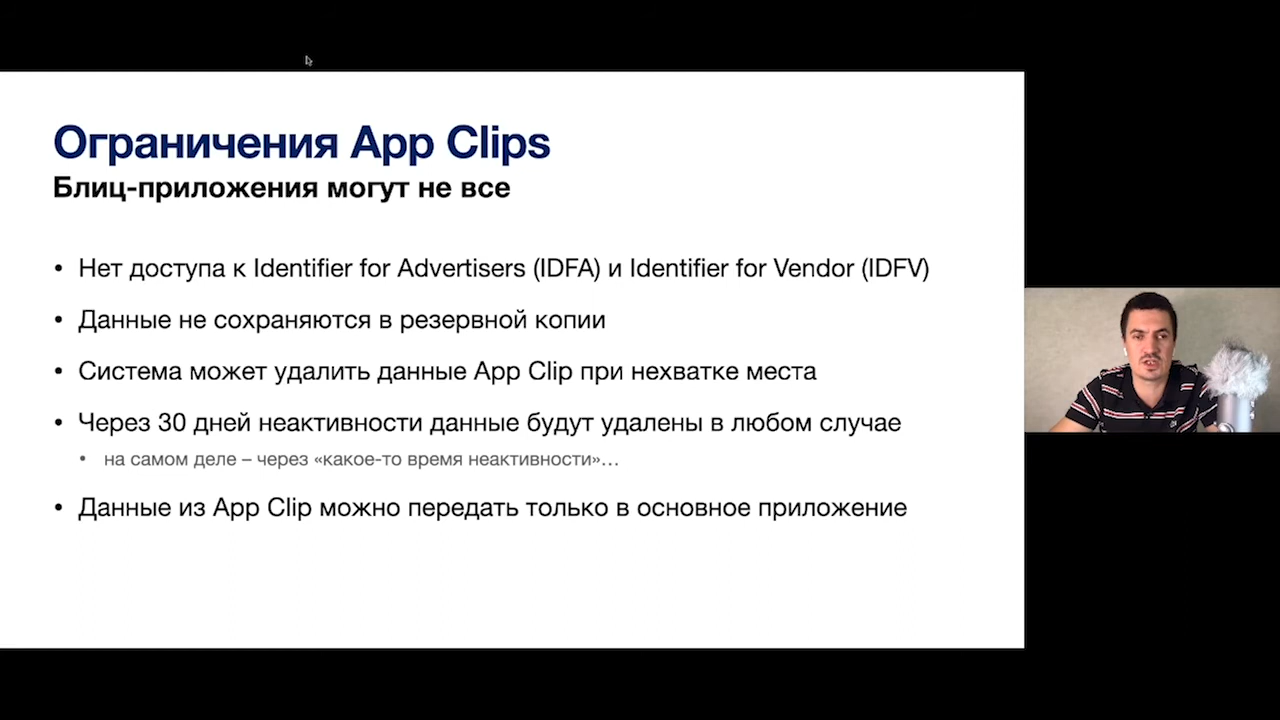 Ограничения App Clips
Блиц-приложения могут не все
• Нет доступа к Identifier for Advertisers (IDFA) и Identifier for Vendor (IDFV)
• Данные не сохраняются в резервной копии
• Система может удалить данные App Clip при нехватке места
• Через 30 дней неактивности данные будут удалены в любом случае
• на самом деле – через «какое-то время неактивности»...
• Данные из App Clip можно передать только в основное приложение